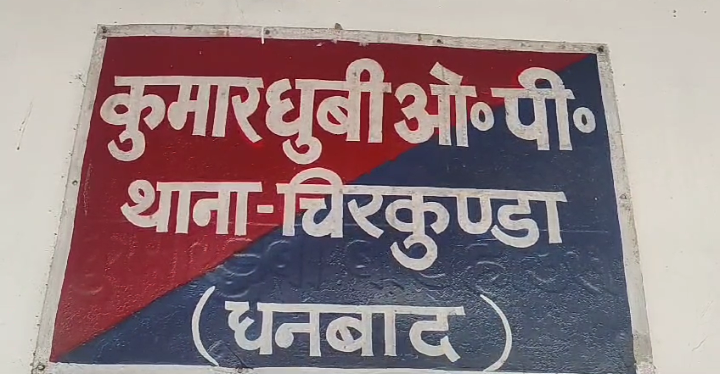 कुमारधुबी ओ॰ पी॰
थाना-चिरकुण्डा
(धनबाद)